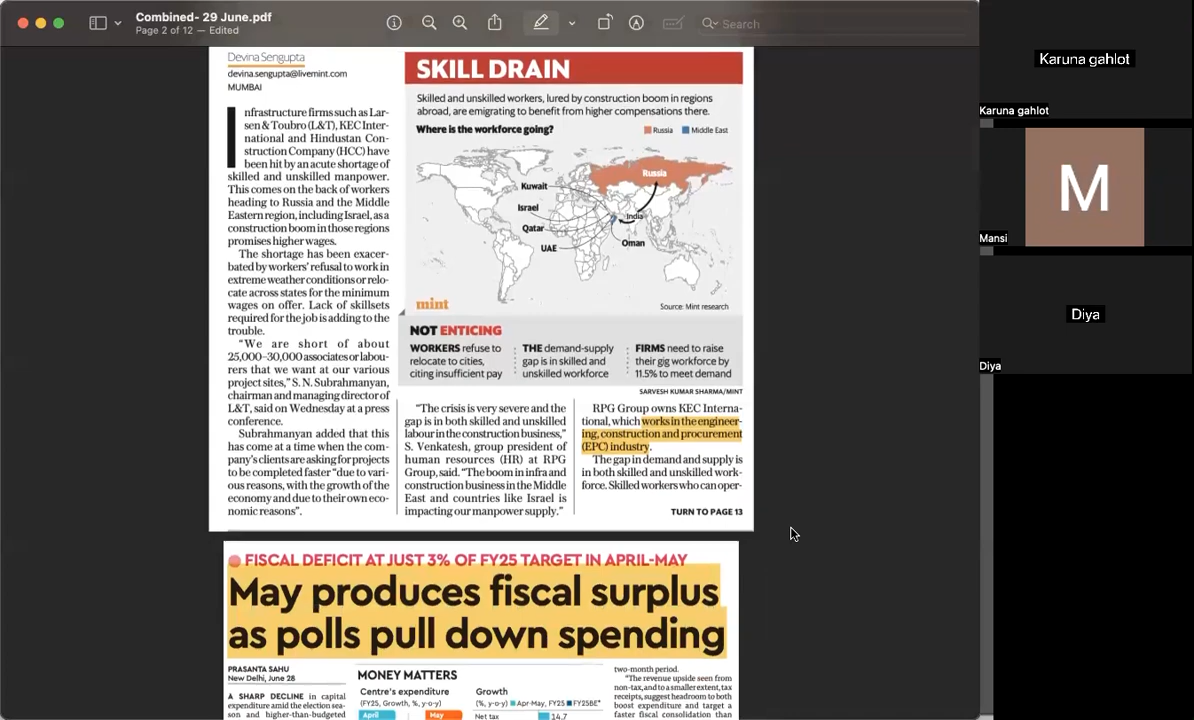 Combined- 29 June.pdf
Page 2 of 12 — Edited
Search
Devina Sengupta
devina.sengupta@livemint.com
MUMBAI
Infrastructure firms such as Lar-
sen & Toubro (L&T), KEC Inter-
national and Hindustan Con-
struction Company (HCC) have
been hit by an acute shortage of
skilled and unskilled manpower.
This comes on the back of workers
heading to Russia and the Middle
Eastern region, including Israel, as a
construction boom in those regions
promises higher wages.
The shortage has been exacer-
bated by workers' refusal to work in
extreme weather conditions or relo-
cate across states for the minimum
wages on offer. Lack of skillsets
required for the job is adding to the
trouble.
"We are short of about
25,000–30,000 associates or labou-
rers that we want at our various
project sites," S. N. Subrahmanyan,
chairman and managing director of
L&T, said on Wednesday at a press
conference.
Subrahmanyan added that this
has come at a time when the com-
pany's clients are asking for projects
to be completed faster "due to vari-
ous reasons, with the growth of the
economy and due to their own eco-
nomic reasons".
SKILL DRAIN
Skilled and unskilled workers, lured by construction boom in regions
abroad, are emigrating to benefit from higher compensations there.
Where is the workforce going?
Russia
Middle East
Russia
Kuwait
Israel
India
Qatar
Oman
UAE
mint
Source: Mint research
NOT ENTICING
WORKERS refuse to
relocate to cities,
citing insufficient pay
THE demand-supply
gap is in skilled and
unskilled workforce
FIRMS need to raise
their gig workforce by
11.5% to meet demand
SARVESH KUMAR SHARMA/MINT
"The crisis is very severe and the
gap is in both skilled and unskilled
labour in the construction business,"
S. Venkatesh, group president of
human resources (HR) at RPG
Group, said. "The boom in infra and
construction business in the Middle
East and countries like Israel is
impacting our manpower supply."
RPG Group owns KEC Interna-
tional, which works in the engineer-
ing, construction and procurement
(EPC) industry.
The gap in demand and supply is
in both skilled and unskilled work-
force. Skilled workers who can oper-
TURN TO PAGE 13
FISCAL DEFICIT AT JUST 3% OF FY25 TARGET IN APRIL-MAY
May produces fiscal surplus
as polls pull down spending
PRASANTA SAHU
New Delhi, June 28
A SHARP DECLINE in capital
expenditure amid the election sea-
son and higher-than-budgeted
MONEY MATTERS
Centre's expenditure
(FY25, Growth, %, y-o-y)
April
May
Growth
(%, y-o-y) Apr-May, FY25 FY25BE*
Net tax
14.7
two-month period.
"The revenue upside seen from
non-tax, and to a smaller extent, tax
receipts, suggest headroom to both
boost expenditure and target a
faster fiscal consolidation than
Karuna gahlot
Karuna gahlot
M
Mansi
Diya
Diya